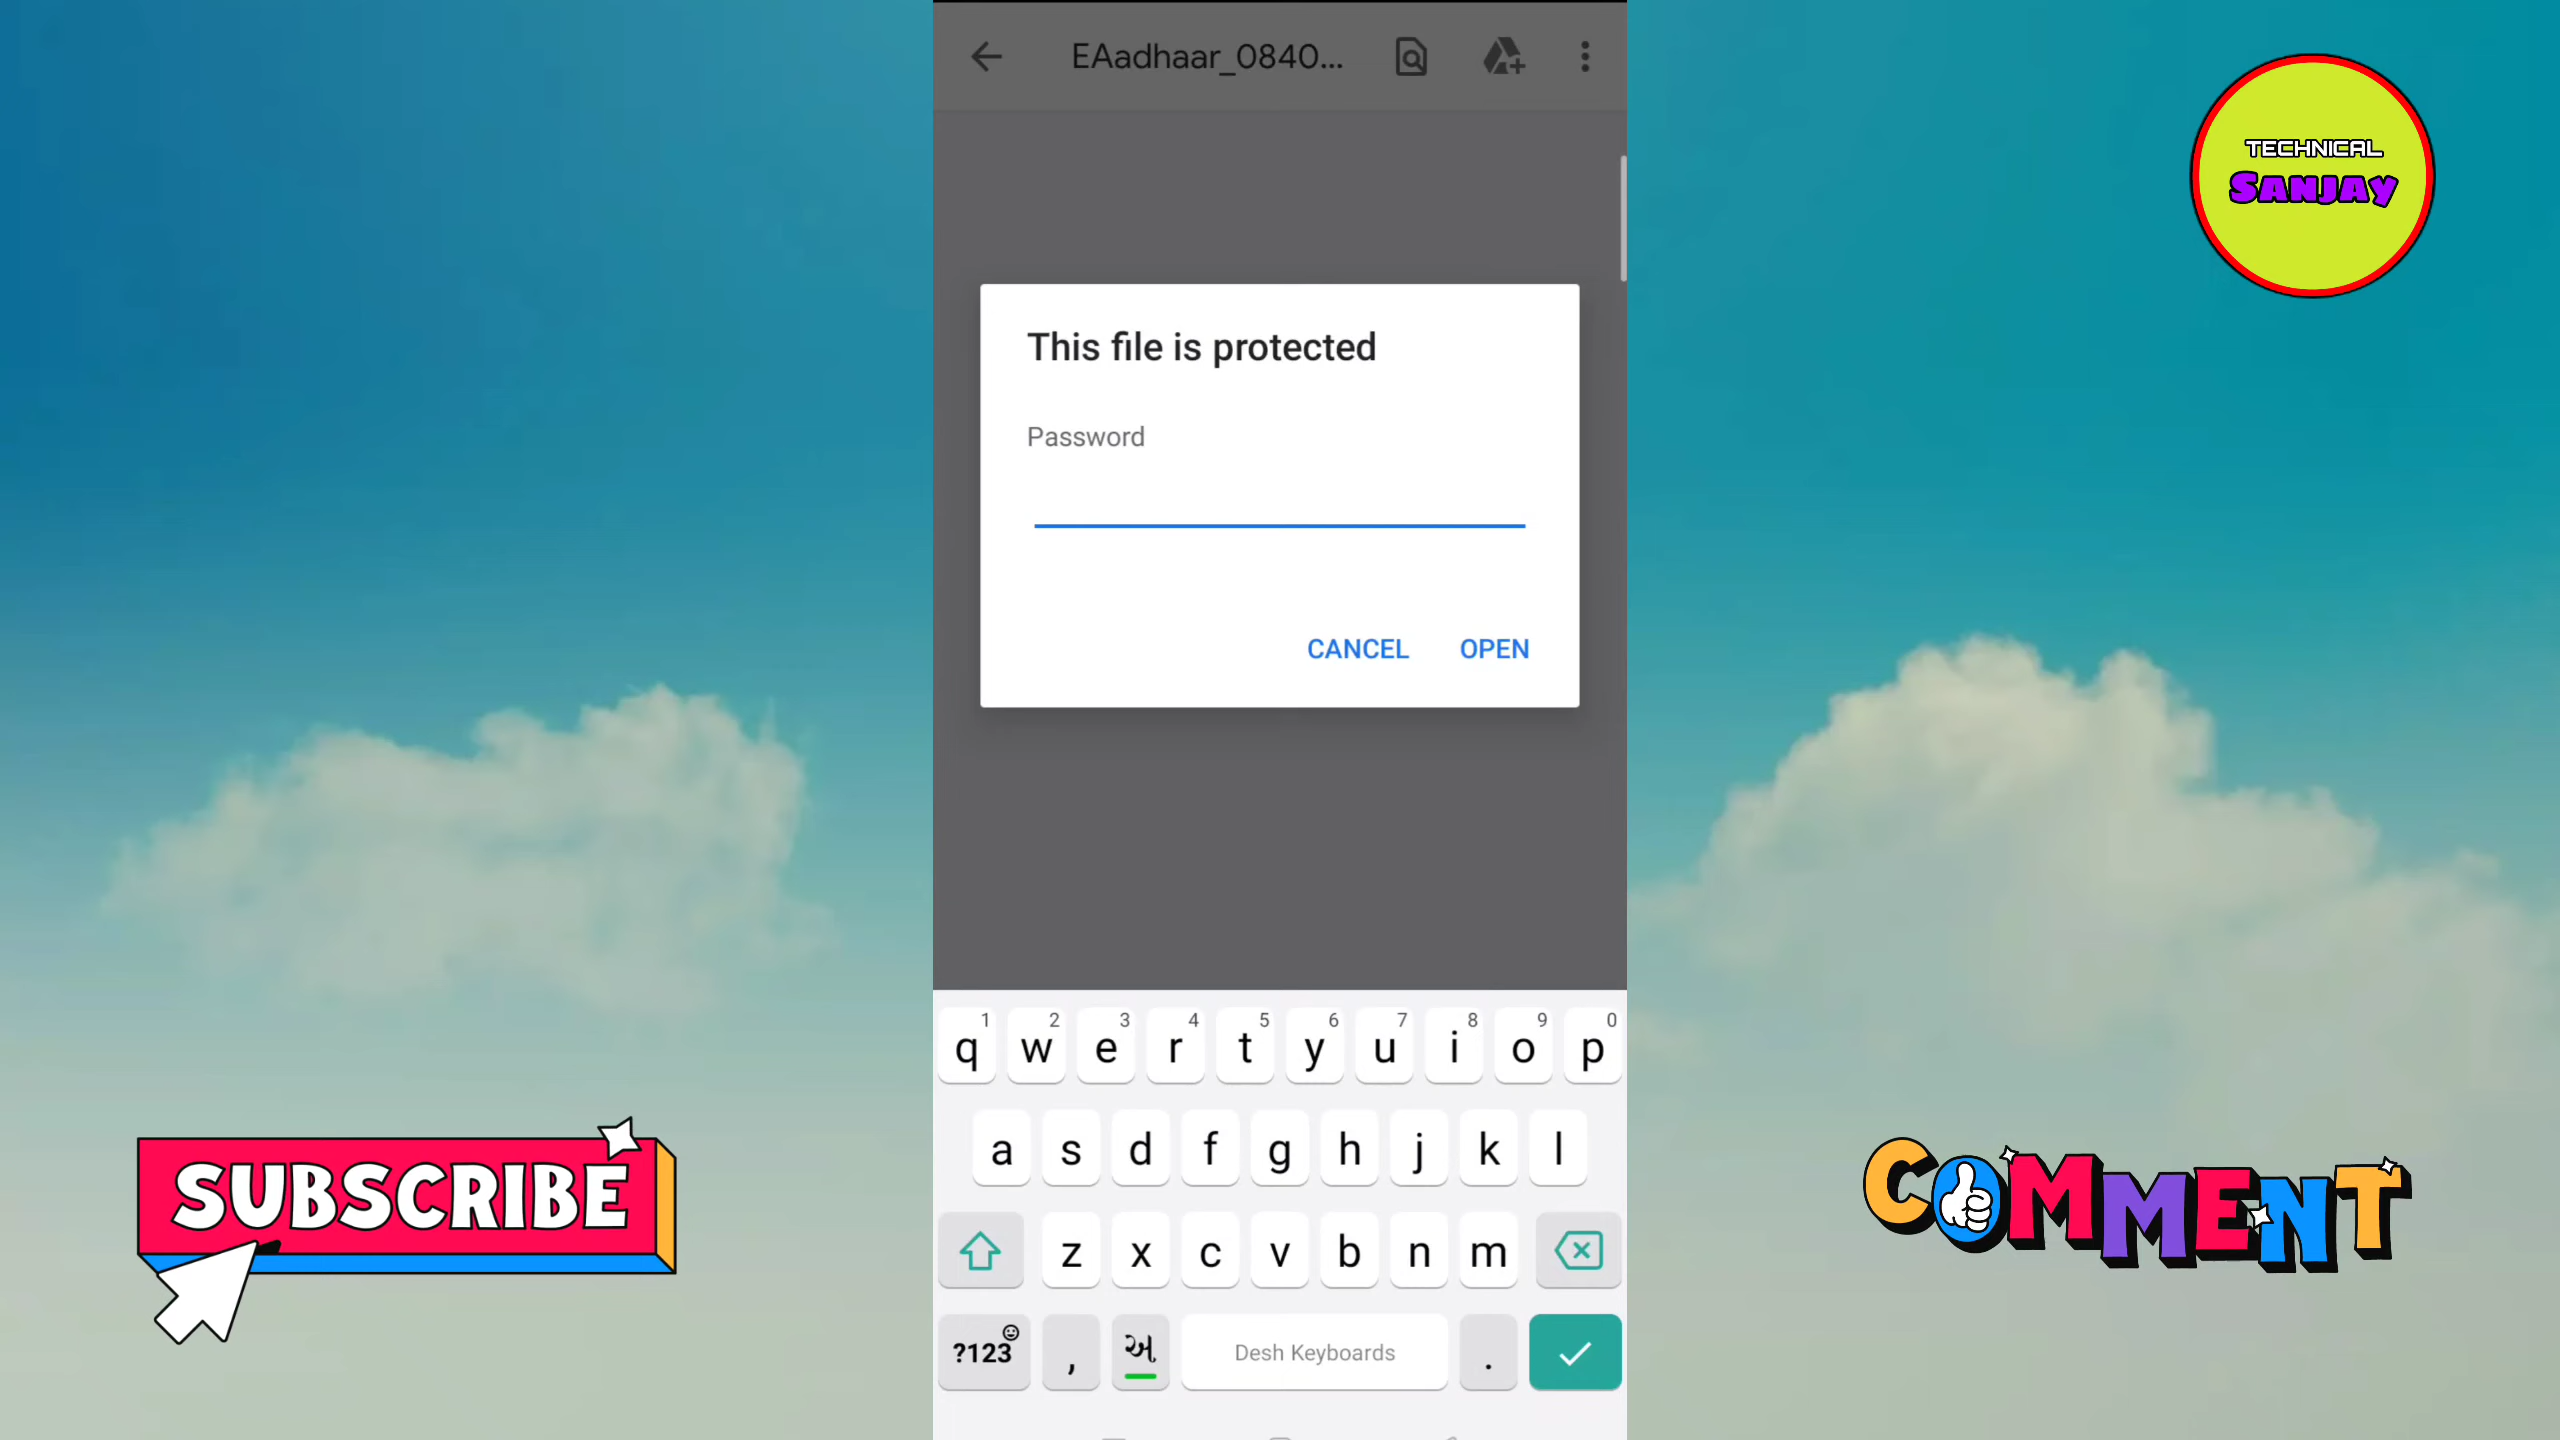 EAadhaar_0840...
TECHNICAL
SANJAY
This file is protected
Password
CANCEL OPEN
1 2 3 4 5 6 7 8 9 0
q w e r t y u i o p
a s d f g h j k l
z x c v b n m
?123 , અ Desh Keyboards .
SUBSCRIBE
COMMENT